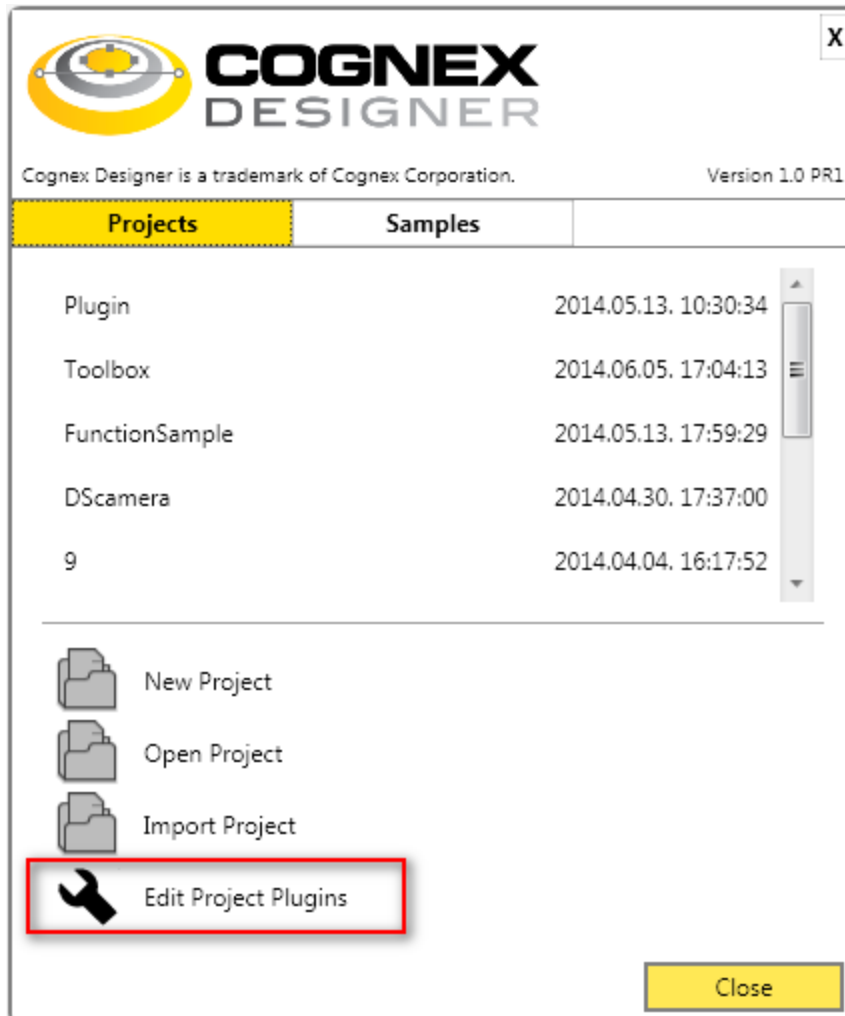 X
COGNEX
DESIGNER
Cognex Designer is a trademark of Cognex Corporation. Version 1.0 PR1
Projects Samples
Plugin 2014.05.13. 10:30:34
Toolbox 2014.06.05. 17:04:13
FunctionSample 2014.05.13. 17:59:29
DScamera 2014.04.30. 17:37:00
9 2014.04.04. 16:17:52
New Project
Open Project
Import Project
Edit Project Plugins
Close